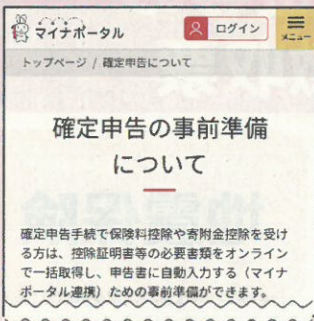 マイナポータル
ログイン
メニュー
トップページ / 確定申告について
確定申告の事前準備
について
確定申告手続で保険料控除や寄附金控除を受け
る方は、控除証明書等の必要書類をオンライン
で一括取得し、申告書に自動入力する（マイナ
ポータル連携）ための事前準備ができます。